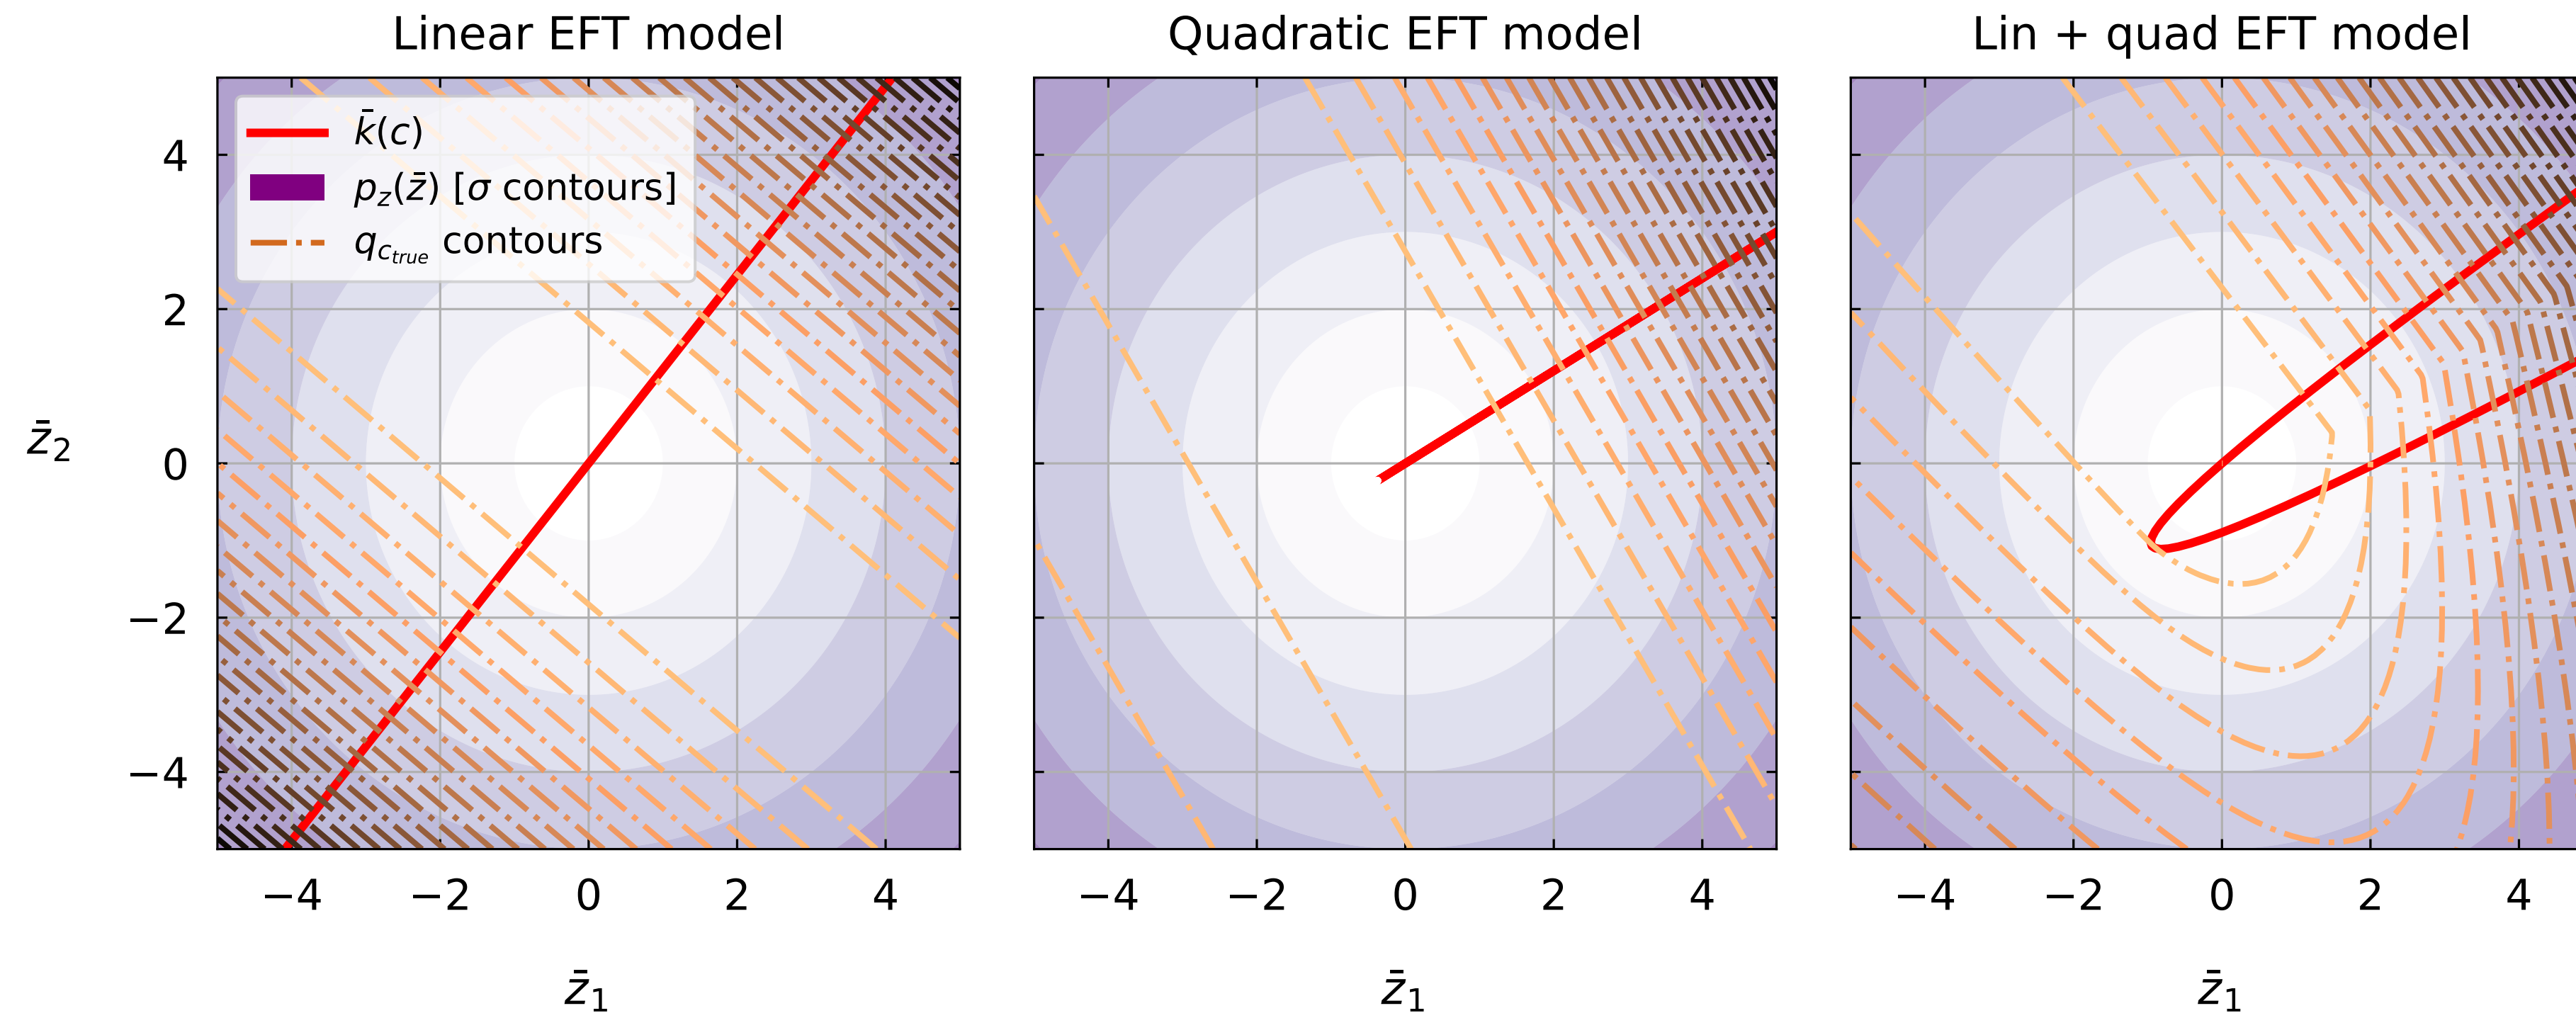 Linear EFT model
Quadratic EFT model
Lin + quad EFT model
k̄(c)
p_z(z̄) [σ contours]
q_{c_{true}} contours
z̄₂
4
2
0
−2
−4
−4 −2 0 2 4
−4 −2 0 2 4
−4 −2 0 2 4
z̄₁
z̄₁
z̄₁